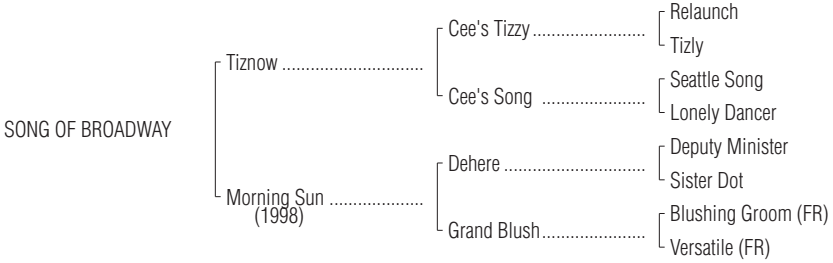 Relaunch
Cee's Tizzy........................
Tizly
Tiznow ..............................
Seattle Song
Cee's Song ......................
Lonely Dancer
SONG OF BROADWAY
Deputy Minister
Dehere ..............................
Sister Dot
Morning Sun ....................
(1998)
Blushing Groom (FR)
Grand Blush......................
Versatile (FR)